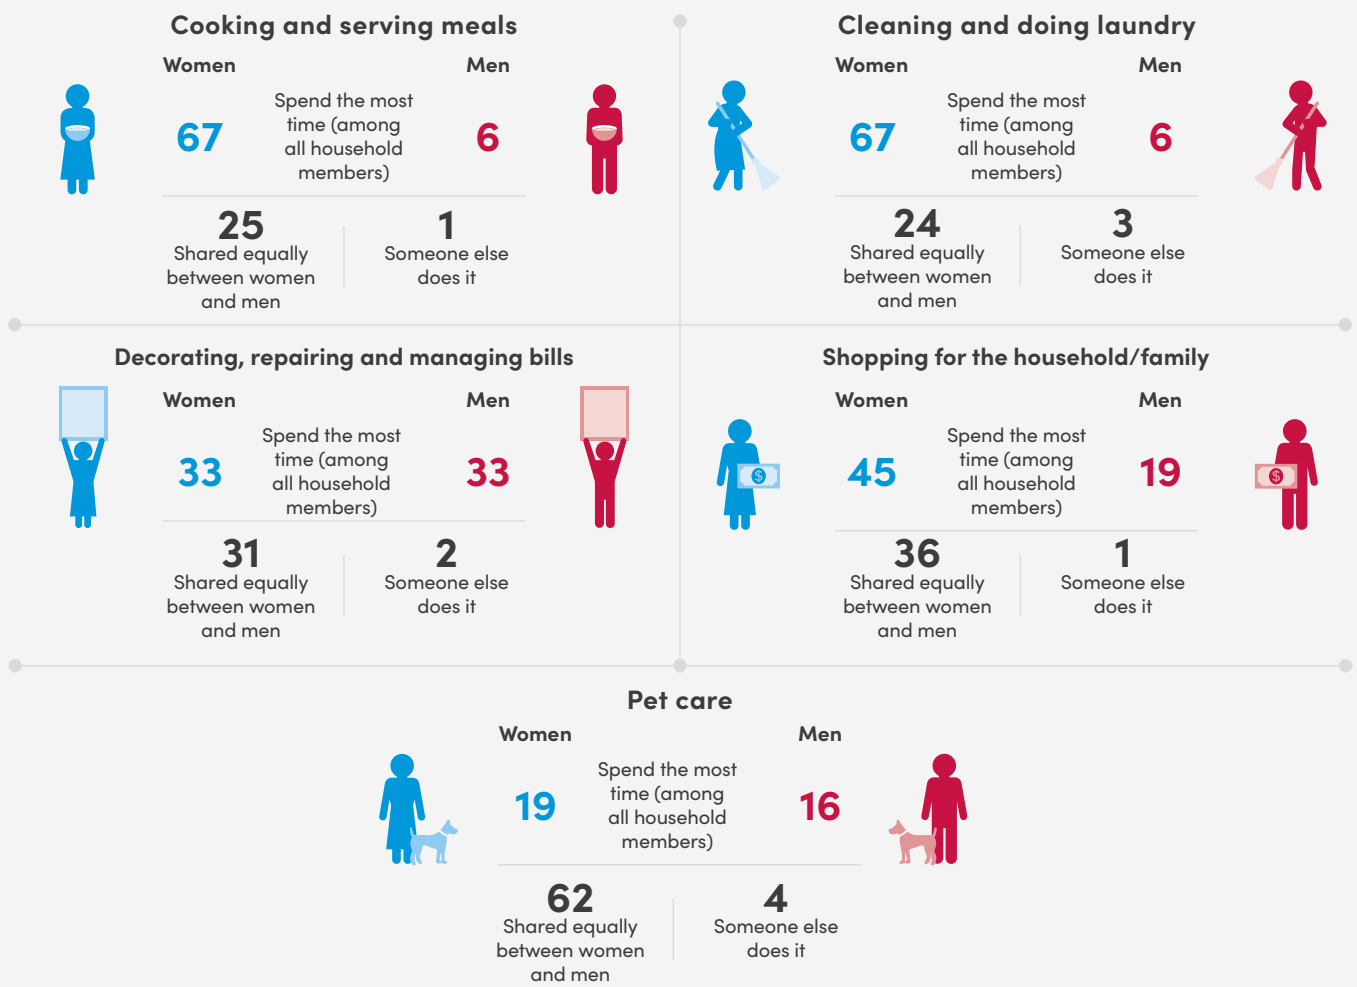 Cooking and serving meals
Women
Men
67
Spend the most
time (among
all household
members)
6
25
Shared equally
between women
and men
1
Someone else
does it
Cleaning and doing laundry
Women
Men
67
Spend the most
time (among
all household
members)
6
24
Shared equally
between women
and men
3
Someone else
does it
Decorating, repairing and managing bills
Women
Men
33
Spend the most
time (among
all household
members)
33
31
Shared equally
between women
and men
2
Someone else
does it
Shopping for the household/family
Women
Men
$
45
Spend the most
time (among
all household
members)
19
$
36
Shared equally
between women
and men
1
Someone else
does it
Pet care
Women
Men
19
Spend the most
time (among
all household
members)
16
62
Shared equally
between women
and men
4
Someone else
does it